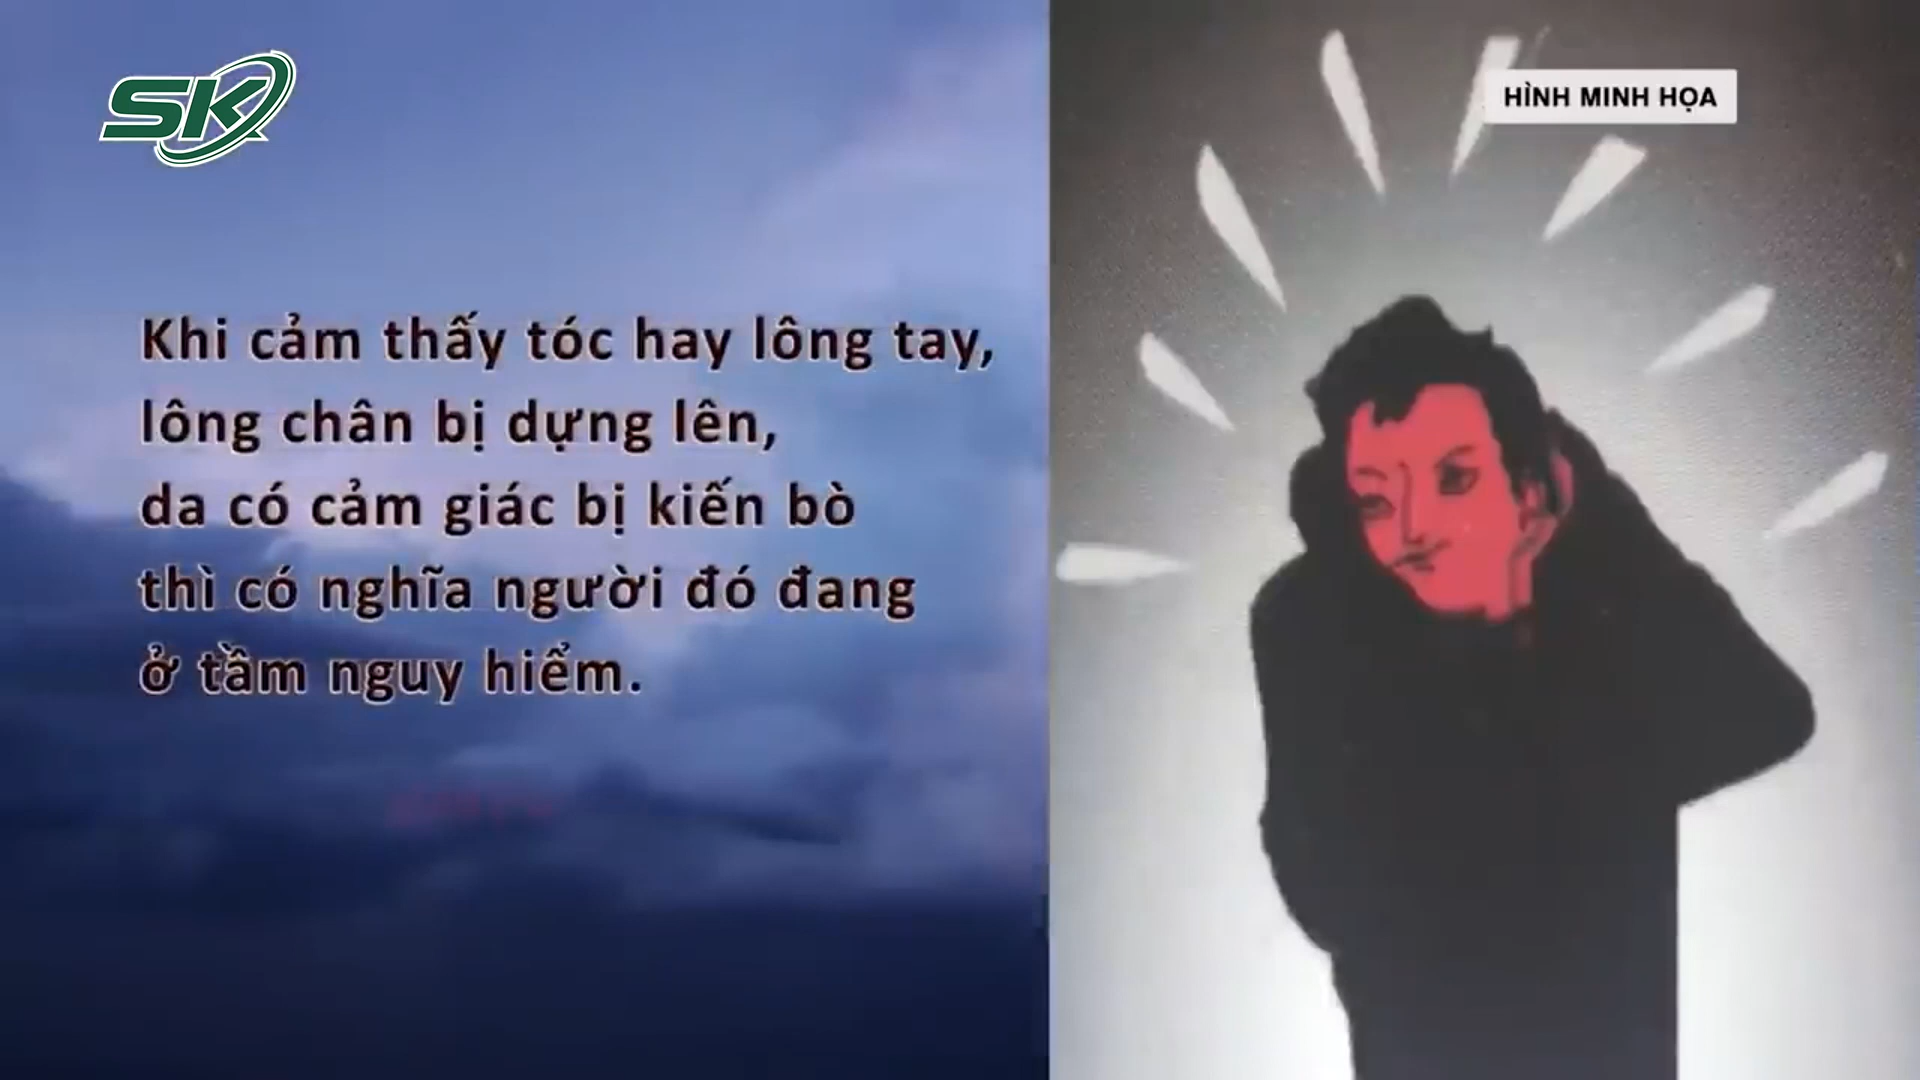 SK
HÌNH MINH HỌA
Khi cảm thấy tóc hay lông tay,
lông chân bị dựng lên,
da có cảm giác bị kiến bò
thì có nghĩa người đó đang
ở tầm nguy hiểm.